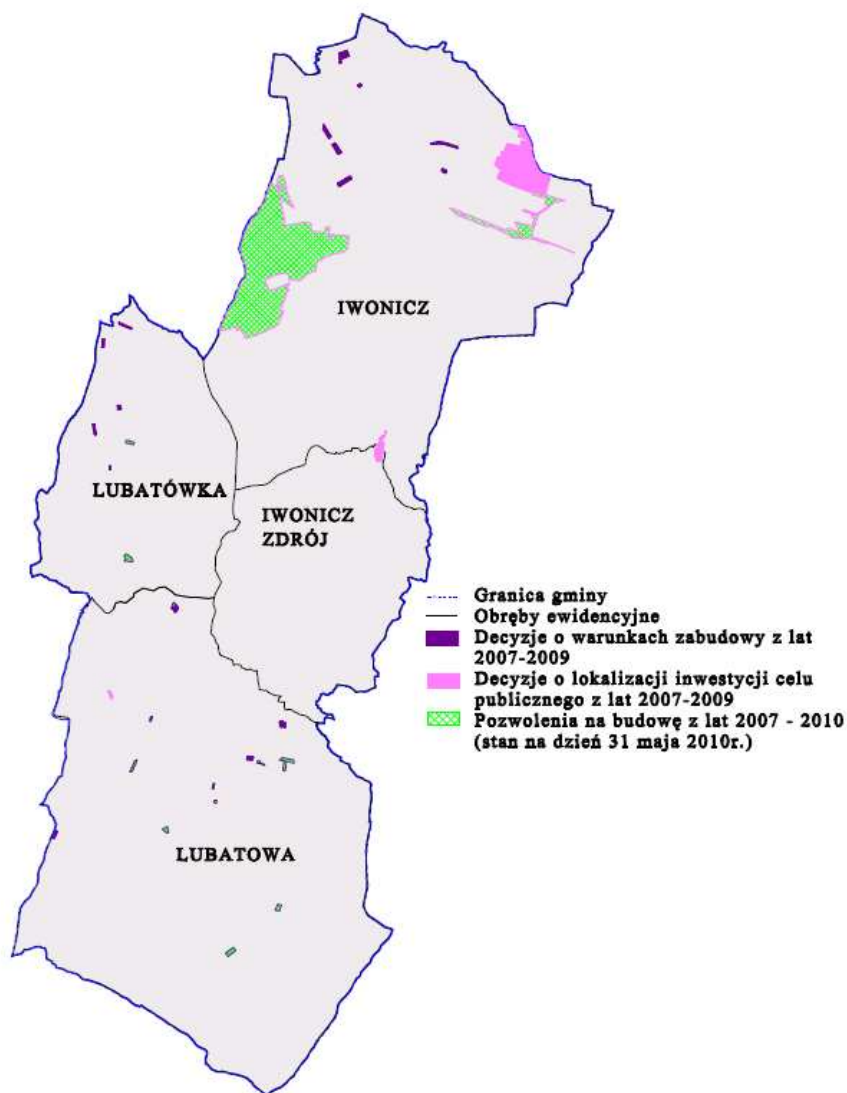 IWONICZ
LUBATÓWKA
IWONICZ
ZDRÓJ
Granica gminy
Obręby ewidencyjne
Decyzje o warunkach zabudowy z lat
2007-2009
Decyzje o lokalizacji inwestycji celu
publicznego z lat 2007-2009
Pozwolenia na budowę z lat 2007 - 2010
(stan na dzień 31 maja 2010r.)
LUBATOWA